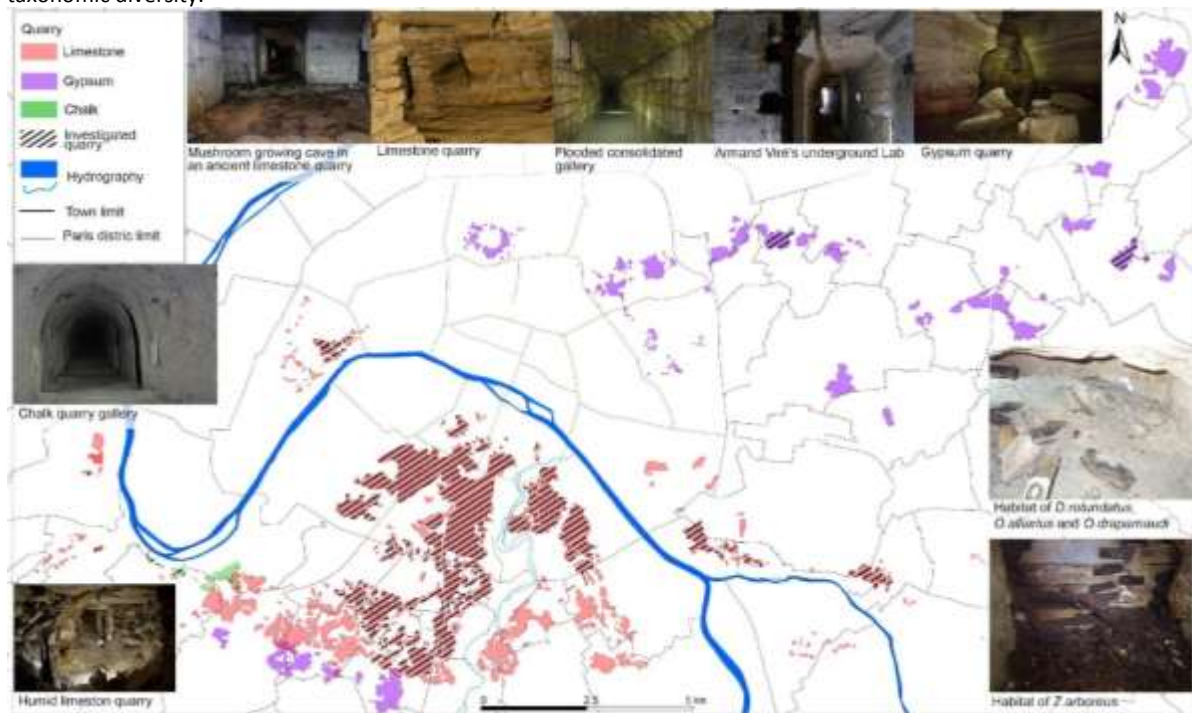 taxonomic diversity.
Quarry
Limestone
Gypsum
Chalk
Investigated
quarry
Hydrography
Town limit
Paris distric limit
Mushroom growing cave in
an ancient limestone quarry
Limestone quarry
Flooded consolidated
gallery
Armand Viré's underground Lab
Gypsum quarry
N
Chalk quarry gallery
Habitat of D.rotundatus,
O.alliarius and O.draparnaudi
Humid limeston quarry
0 2.5 5 km
Habitat of Z.arboreus